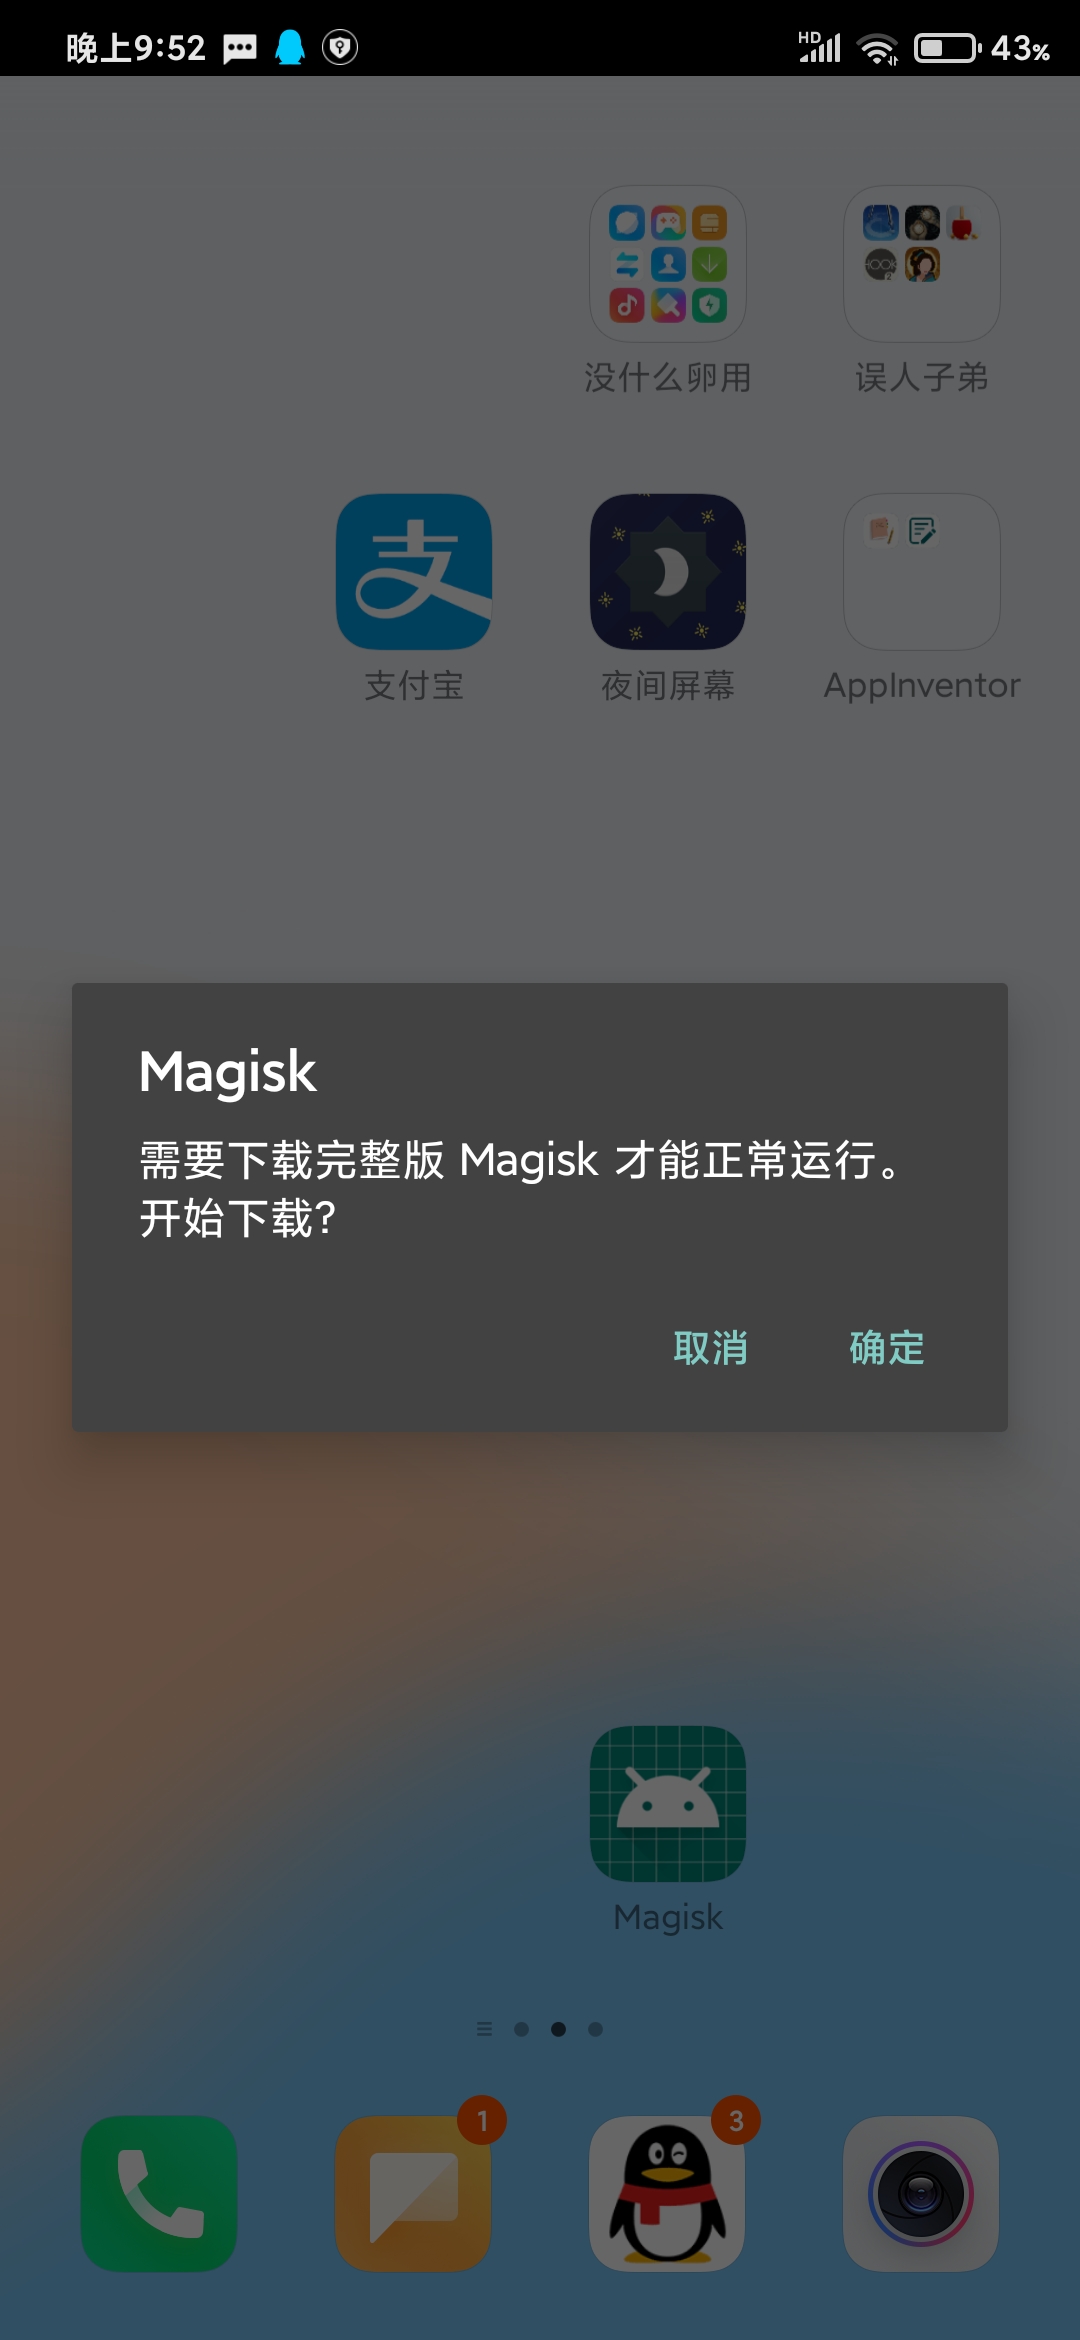 晚上9:52
HD
43%
没什么卵用
误人子弟
支
支付宝
夜间屏幕
AppInventor
Magisk
需要下载完整版 Magisk 才能正常运行。
开始下载?
取消
确定
Magisk
1
3